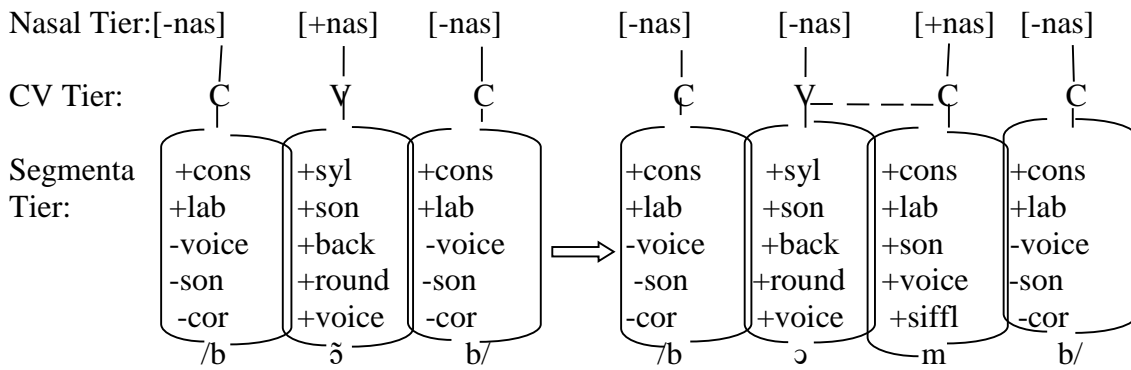 Nasal Tier:[-nas] [+nas] [-nas] [-nas] [-nas] [+nas] [-nas]
CV Tier: C V C C V C C
Segmenta +cons +syl +cons +cons +syl +cons +cons
Tier: +lab +son +lab +lab +son +lab +lab
-voice +back -voice -voice +back +son -voice
-son +round -son -son +round +voice -son
-cor +voice -cor -cor +voice +siffl -cor
/b ɔ̃ b/ /b ɔ m b/